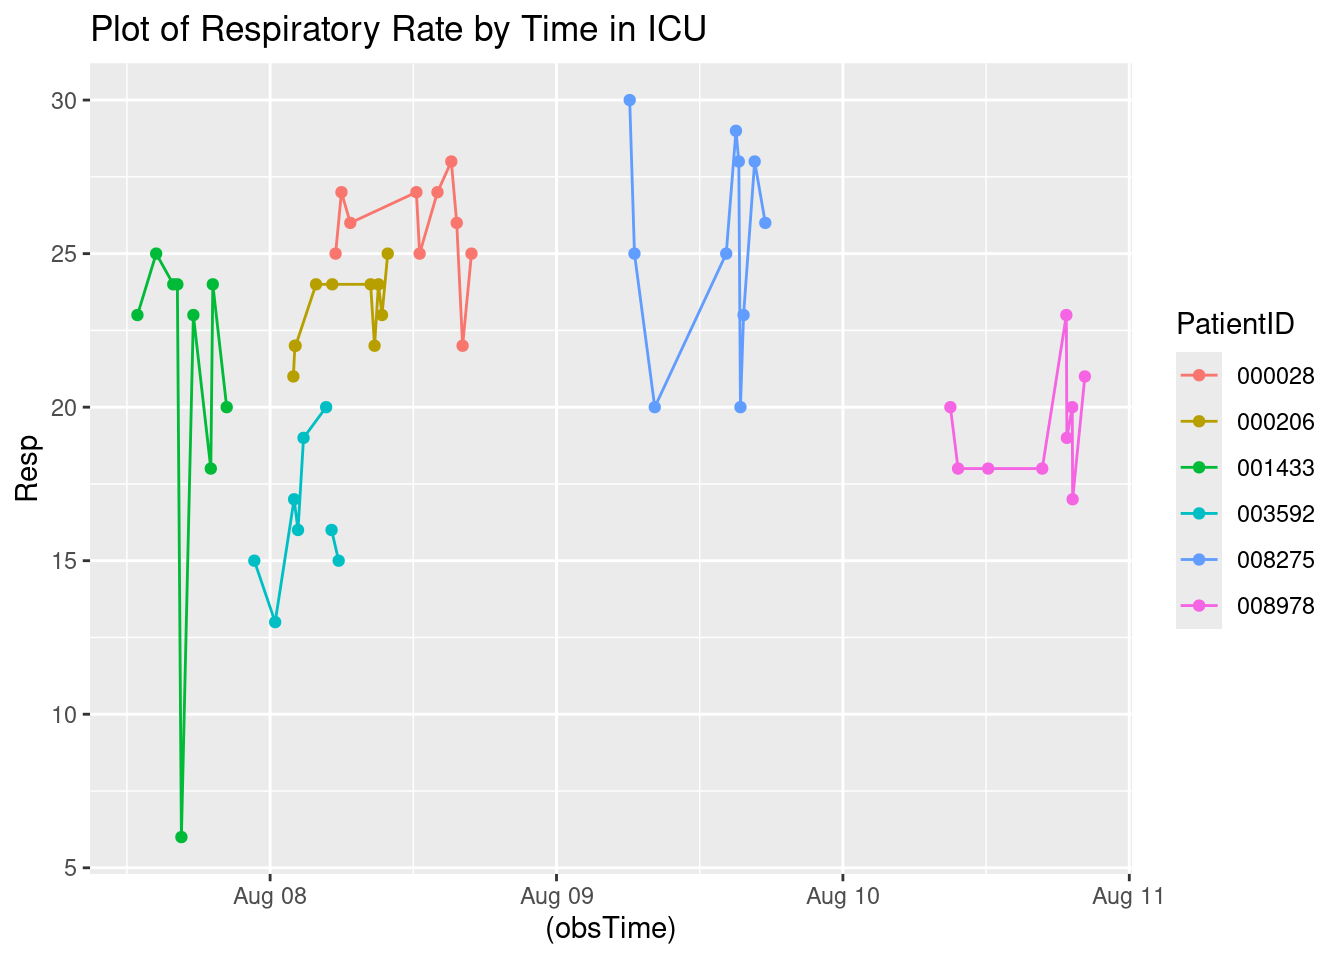 Plot of Respiratory Rate by Time in ICU
30
25
20
15
10
5
Resp
Aug 08
Aug 09
Aug 10
Aug 11
(obsTime)
PatientID
000028
000206
001433
003592
008275
008978